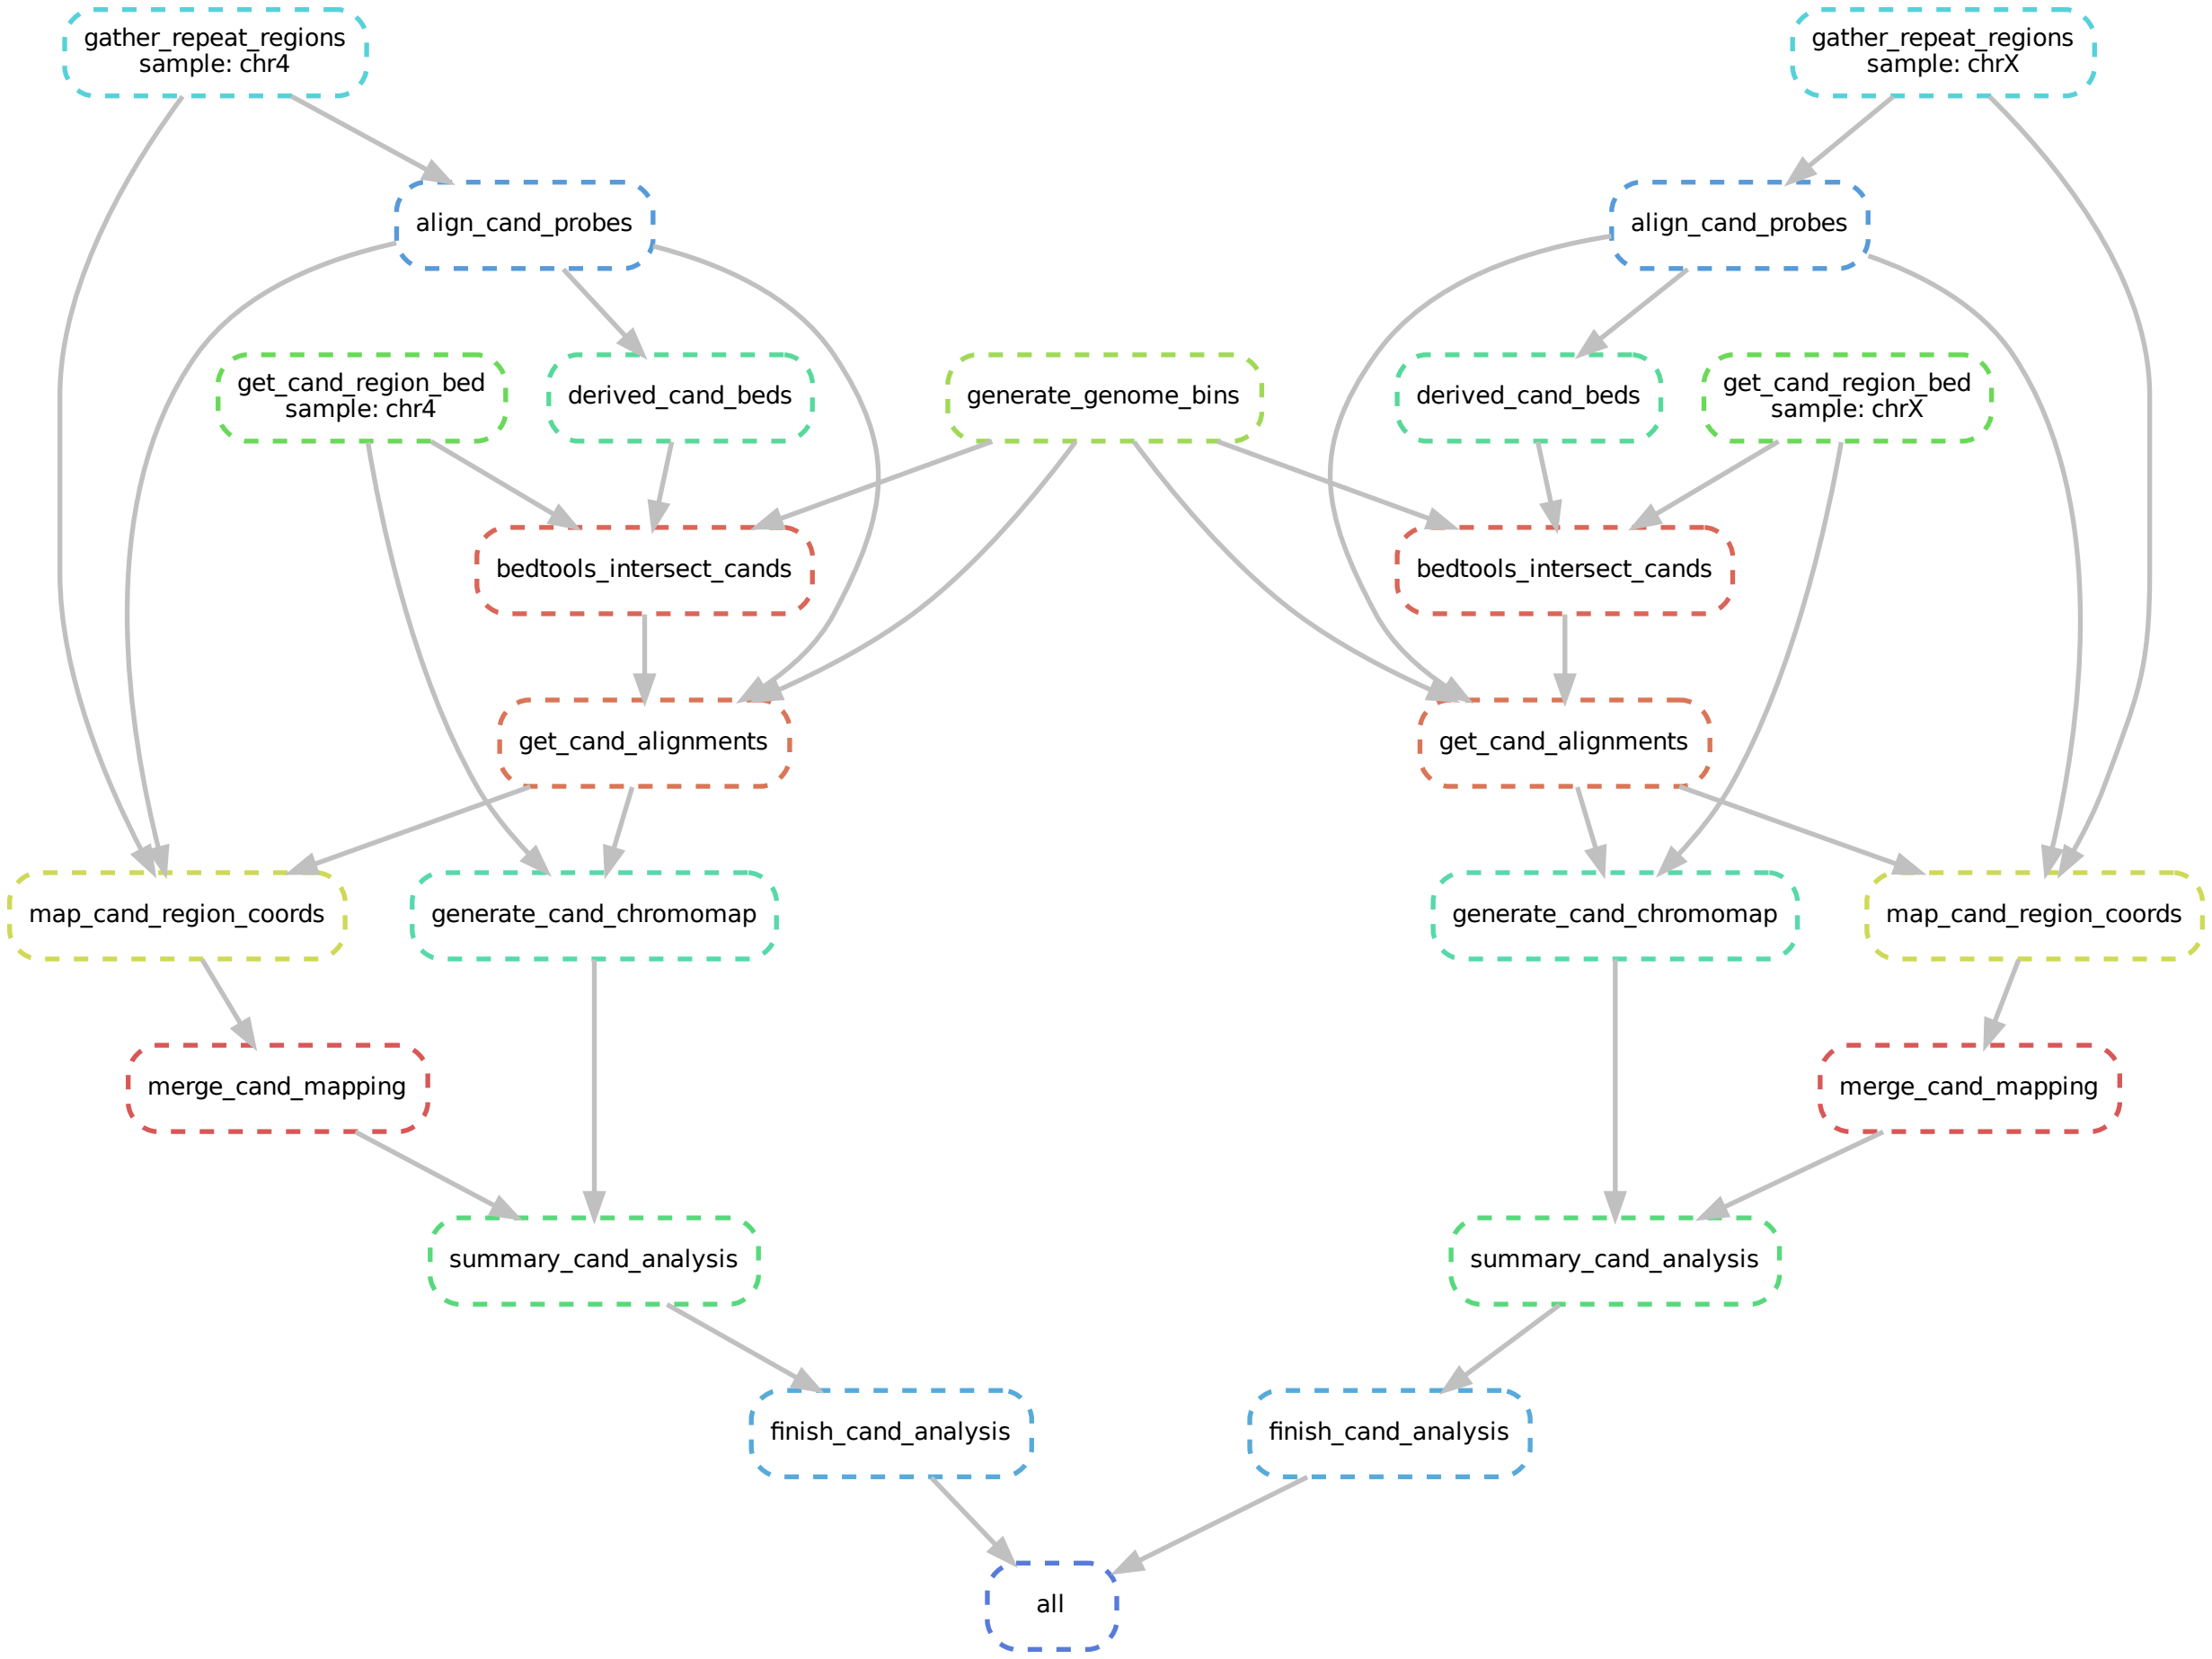 gather_repeat_regions
sample: chr4
gather_repeat_regions
sample: chrX
align_cand_probes
align_cand_probes
get_cand_region_bed
sample: chr4
derived_cand_beds
generate_genome_bins
derived_cand_beds
get_cand_region_bed
sample: chrX
bedtools_intersect_cands
bedtools_intersect_cands
get_cand_alignments
get_cand_alignments
map_cand_region_coords
generate_cand_chromomap
generate_cand_chromomap
map_cand_region_coords
merge_cand_mapping
merge_cand_mapping
summary_cand_analysis
summary_cand_analysis
finish_cand_analysis
finish_cand_analysis
all